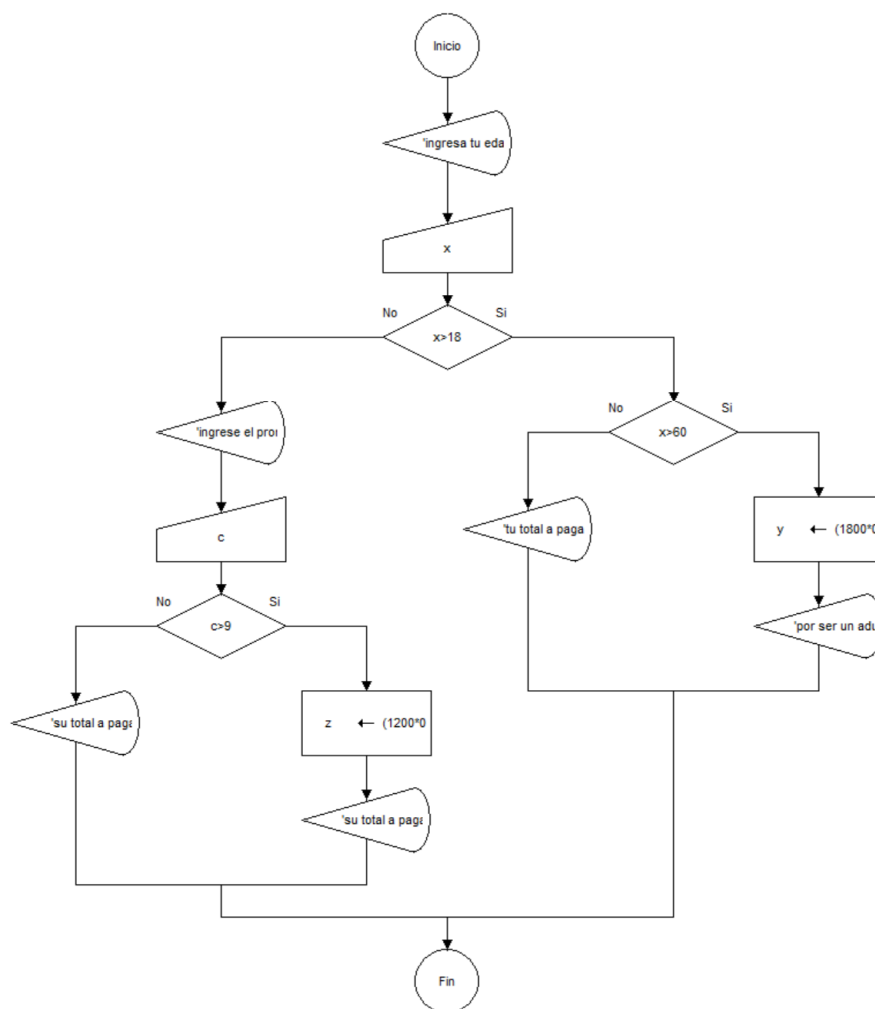 Inicio
'ingresa tu eda
x
No
Si
x>18
'ingrese el pro
No
Si
x>60
c
'tu total a paga
y ← (1800*0
No
Si
c>9
'por ser un adu
'su total a paga
z ← (1200*0
'su total a paga
Fin